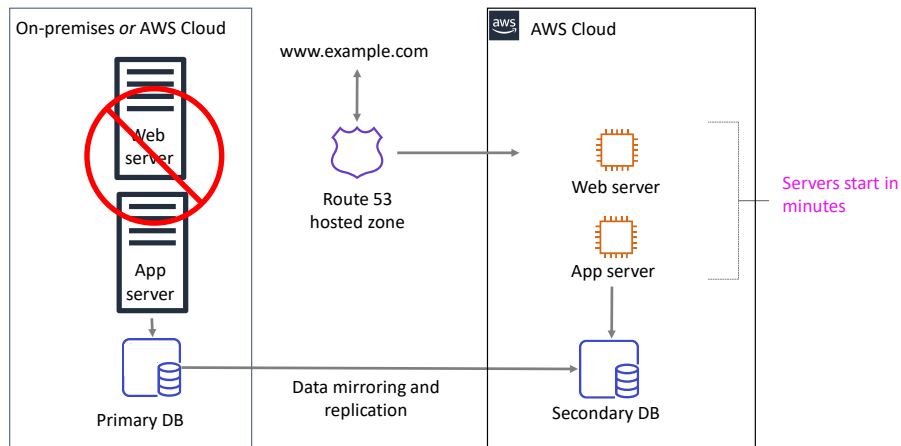 On-premises or AWS Cloud
Web
server
App
server
Primary DB
www.example.com
Route 53
hosted zone
Data mirroring and
replication
aws
AWS Cloud
Web server
App server
Secondary DB
Servers start in
minutes